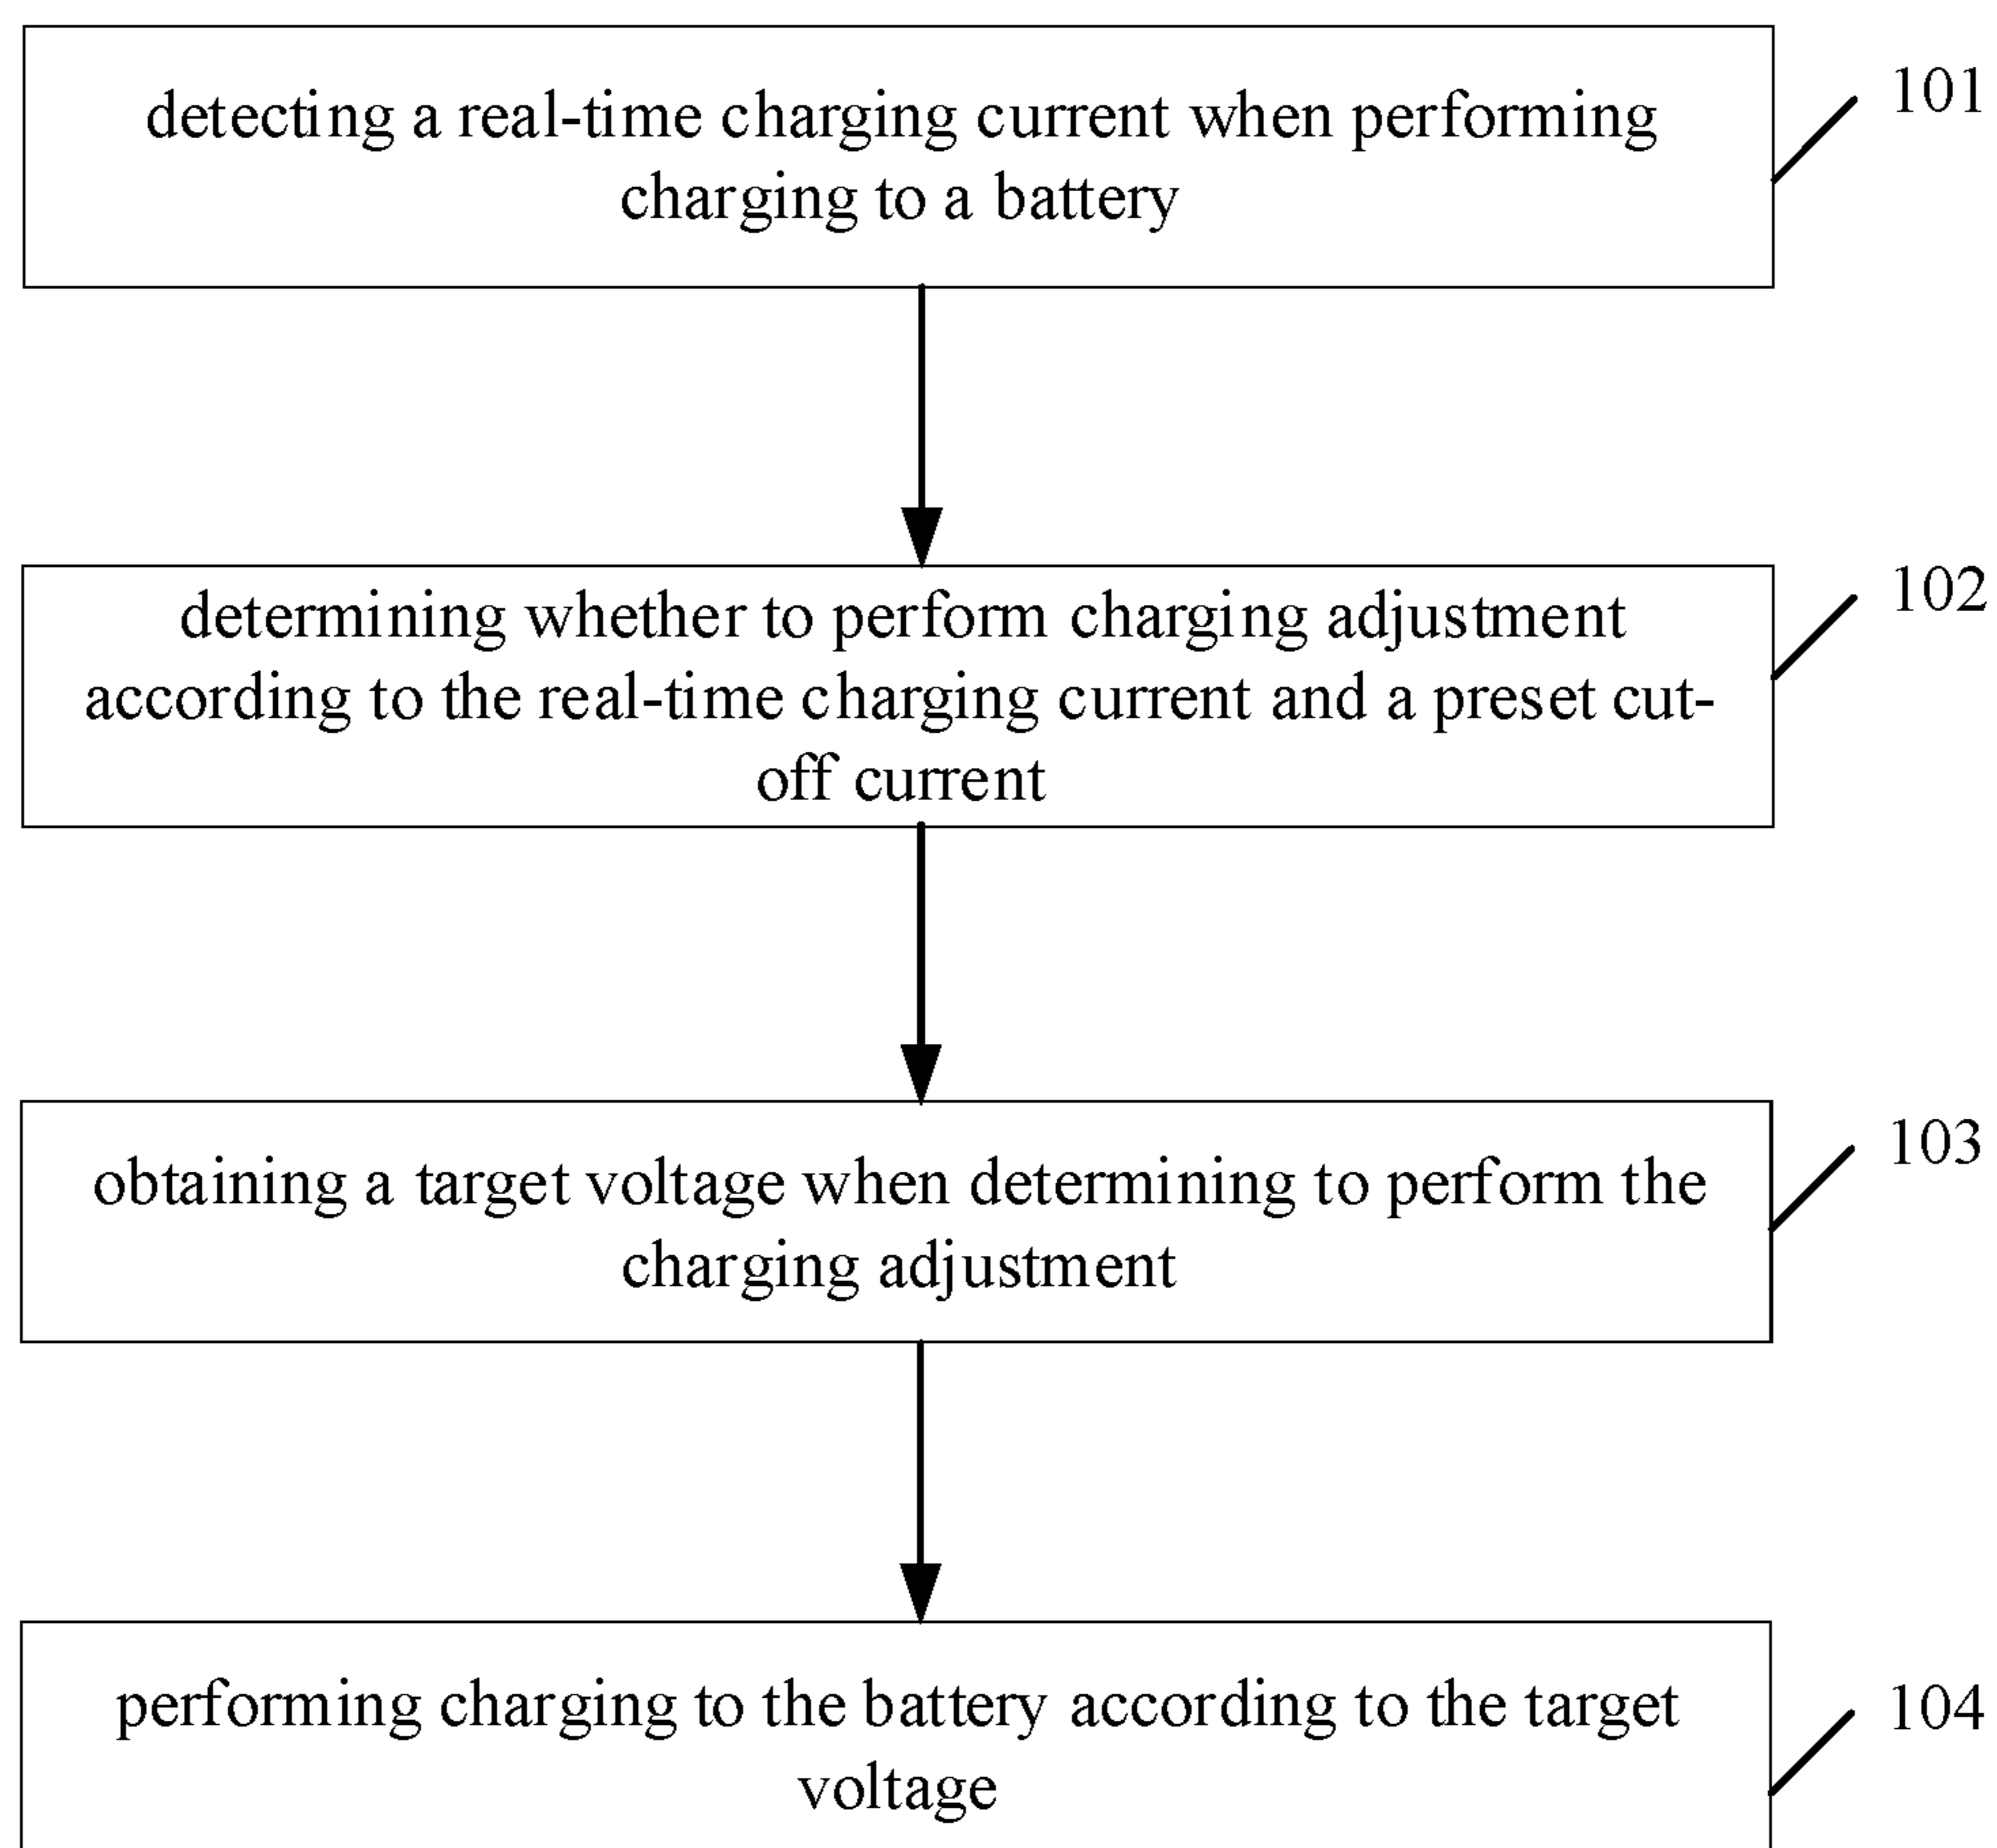 detecting a real-time charging current when performing
charging to a battery
101
determining whether to perform charging adjustment
according to the real-time charging current and a preset cut-
off current
102
obtaining a target voltage when determining to perform the
charging adjustment
103
performing charging to the battery according to the target
voltage
104